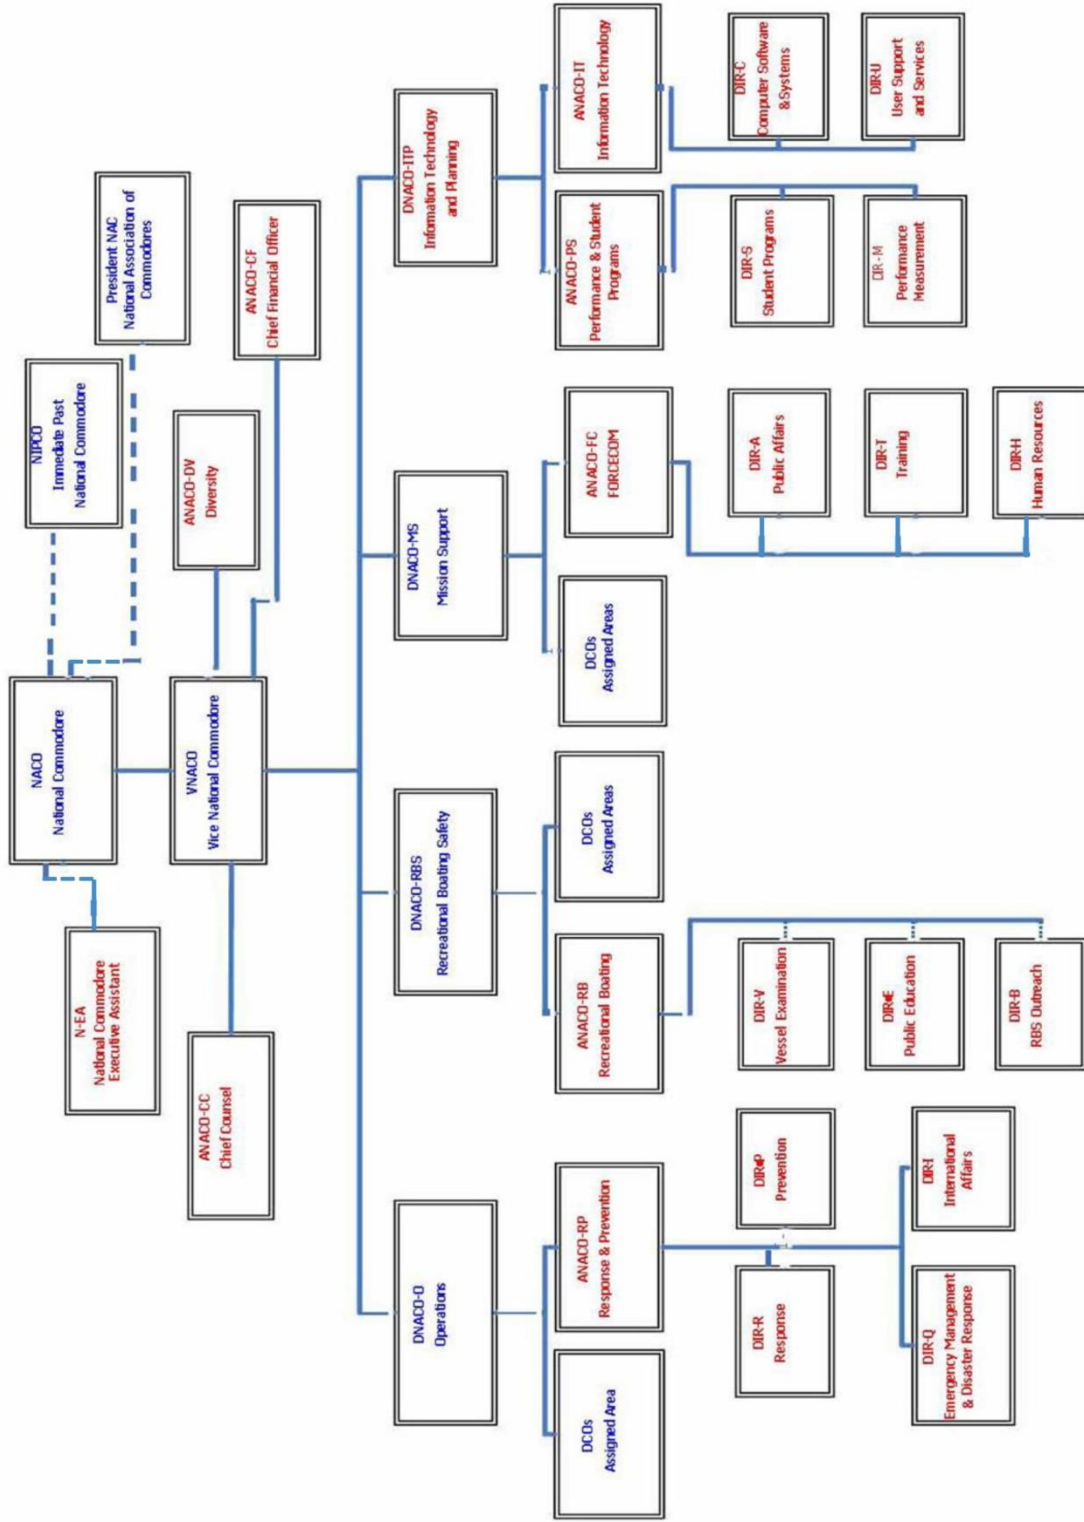 NACO
National Commodore
NIPCO
Immediate Past
National Commodore
President NAC
National Association of
Commodores
N-EA
National Commodore
Executive Assistant
VNACO
Vice National Commodore
ANACO-DV
Diversity
ANACO-CC
Chief Counsel
ANACO-CF
Chief Financial Officer
DNACO-O
Operations
DNACO-RBS
Recreational Boating Safety
DNACO-MS
Mission Support
DNACO-ITP
Information Technology
and Planning
DCOs
Assigned Area
ANACO-RP
Response & Prevention
ANACO-RB
Recreational Boating
DCOs
Assigned Areas
DCOs
Assigned Areas
ANACO-FC
FORCECOM
ANACO-PS
Performance & Student
Programs
ANACO-IT
Information Technology
DIR-R
Response
DIR•P
Prevention
DIR-V
Vessel Examination
DIR-A
Public Affairs
DIR-S
Student Programs
DIR-C
Computer Software
& Systems
DIR-Q
Emergency Management
& Disaster Response
DIR-I
International
Affairs
DIR•E
Public Education
DIR-T
Training
DIR-M
Performance
Measurement
DIR-U
User Support
and Services
DIR-B
RBS Outreach
DIR-H
Human Resources